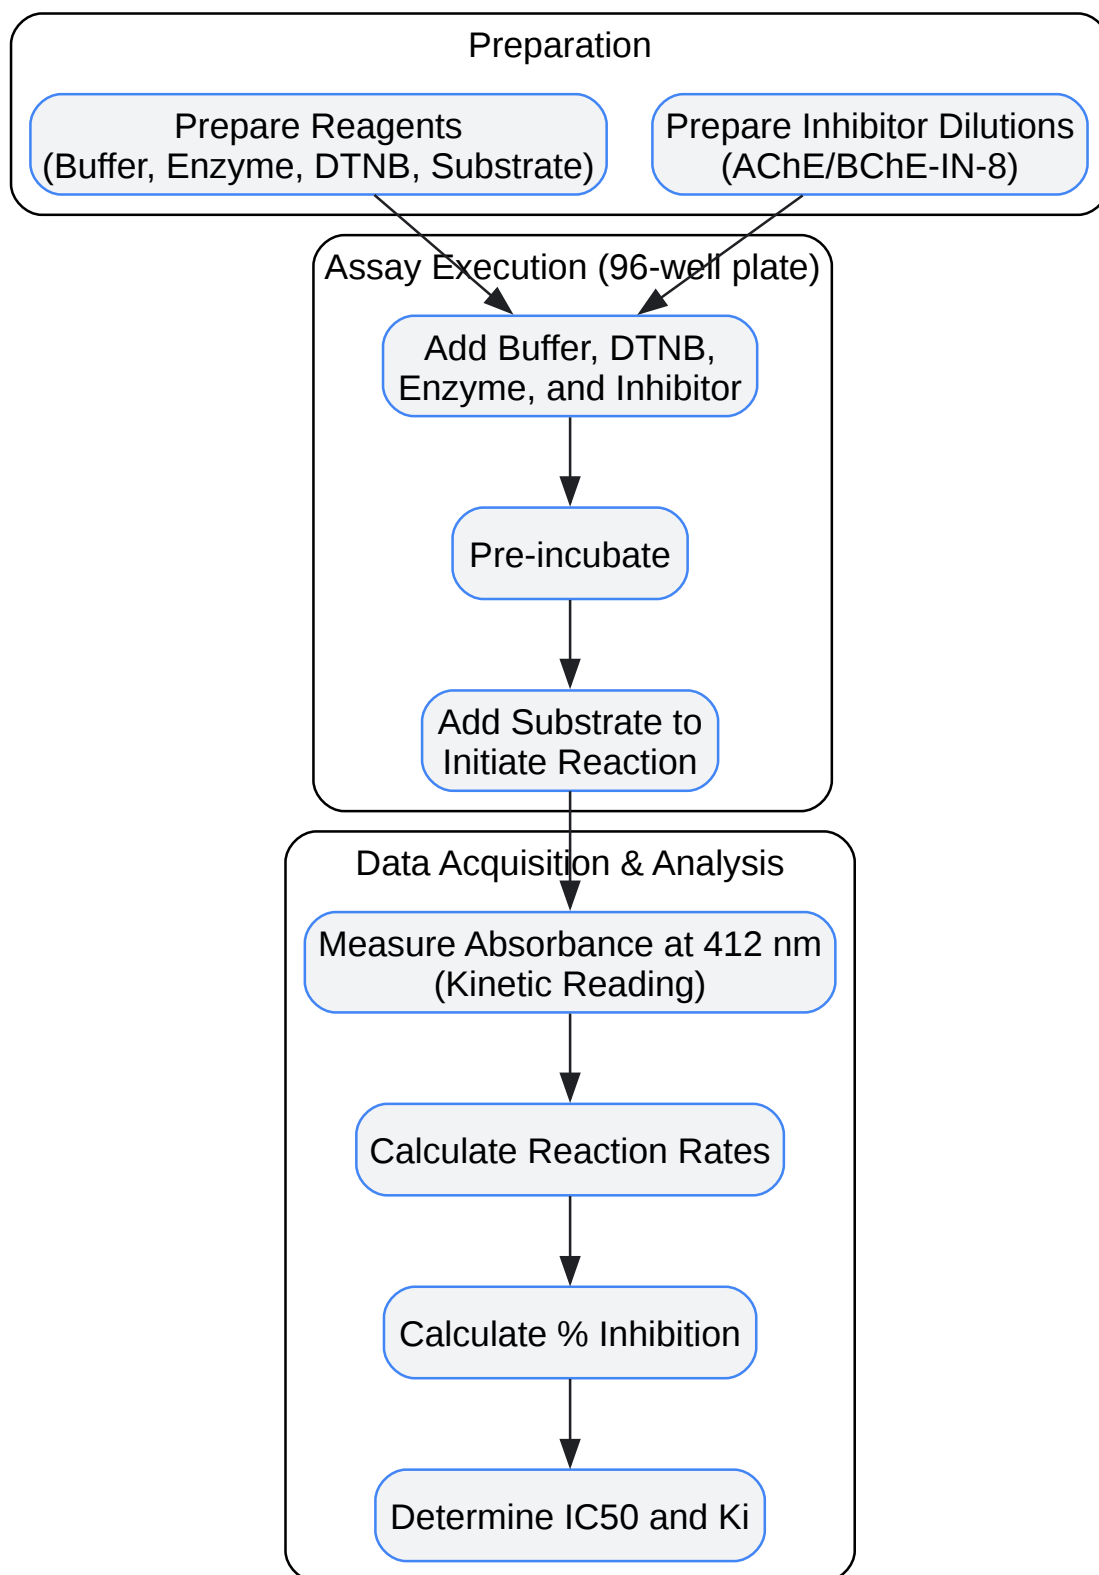 Preparation
Prepare Reagents
(Buffer, Enzyme, DTNB, Substrate)
Prepare Inhibitor Dilutions
(AChE/BChE-IN-8)
Assay Execution (96-well plate)
Add Buffer, DTNB,
Enzyme, and Inhibitor
Pre-incubate
Add Substrate to
Initiate Reaction
Data Acquisition & Analysis
Measure Absorbance at 412 nm
(Kinetic Reading)
Calculate Reaction Rates
Calculate % Inhibition
Determine IC50 and Ki